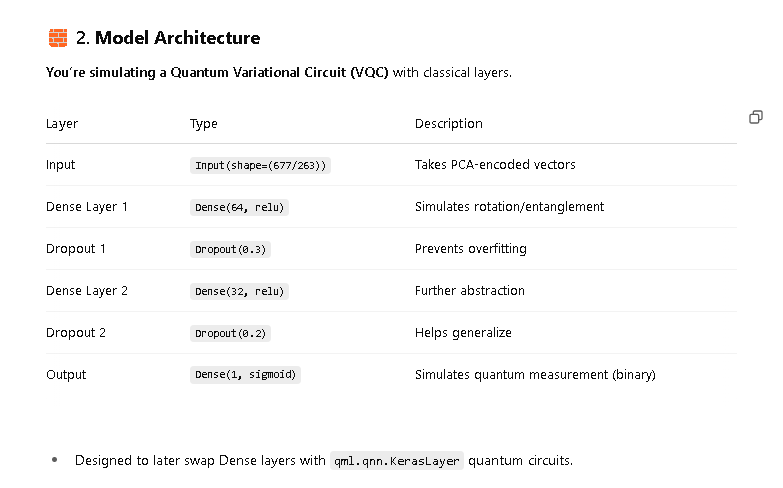 2. Model Architecture
You're simulating a Quantum Variational Circuit (VQC) with classical layers.
Layer Type Description
Input Input(shape=(677/263)) Takes PCA-encoded vectors
Dense Layer 1 Dense(64, relu) Simulates rotation/entanglement
Dropout 1 Dropout(0.3) Prevents overfitting
Dense Layer 2 Dense(32, relu) Further abstraction
Dropout 2 Dropout(0.2) Helps generalize
Output Dense(1, sigmoid) Simulates quantum measurement (binary)
• Designed to later swap Dense layers with qml.qnn.KerasLayer quantum circuits.